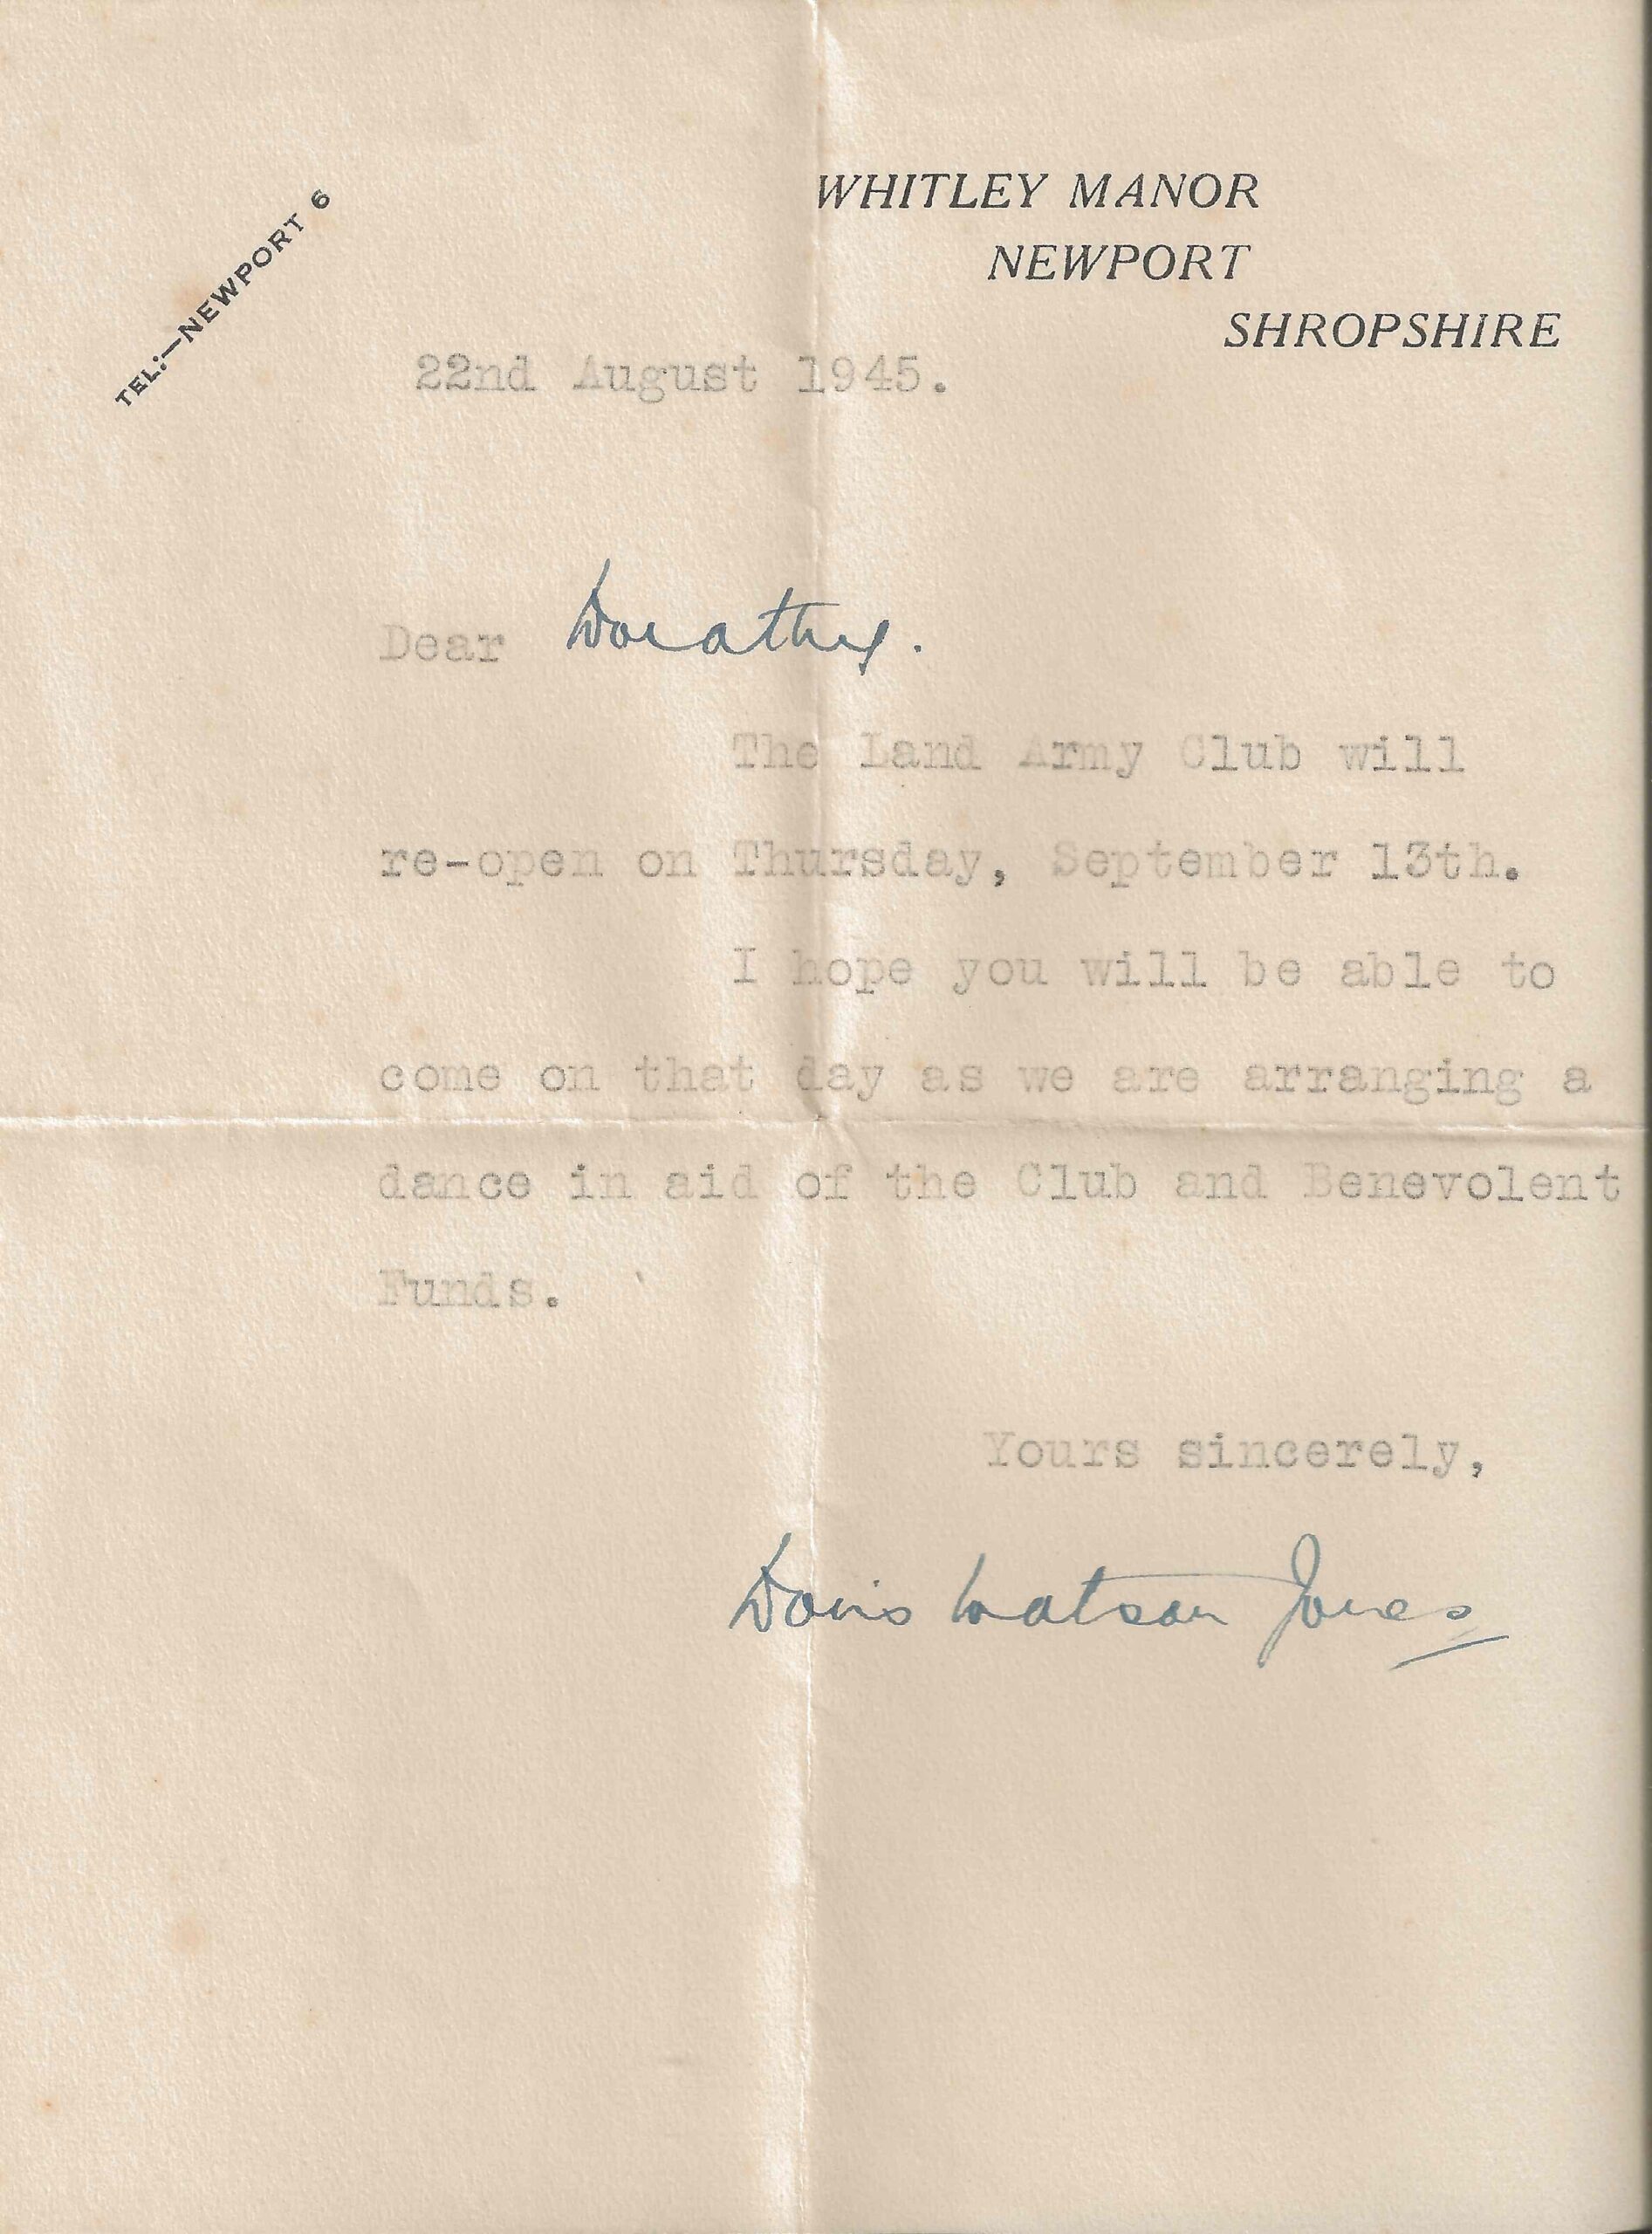 TEL:—NEWPORT 6
WHITLEY MANOR
NEWPORT
SHROPSHIRE
22nd August 1945.
Dear Dorathy.
The Land Army Club will
re-open on Thursday, September 13th.
I hope you will be able to
come on that day as we are arranging a
dance in aid of the Club and Benevolent
Funds.
Yours sincerely,
Doris Watson Jones